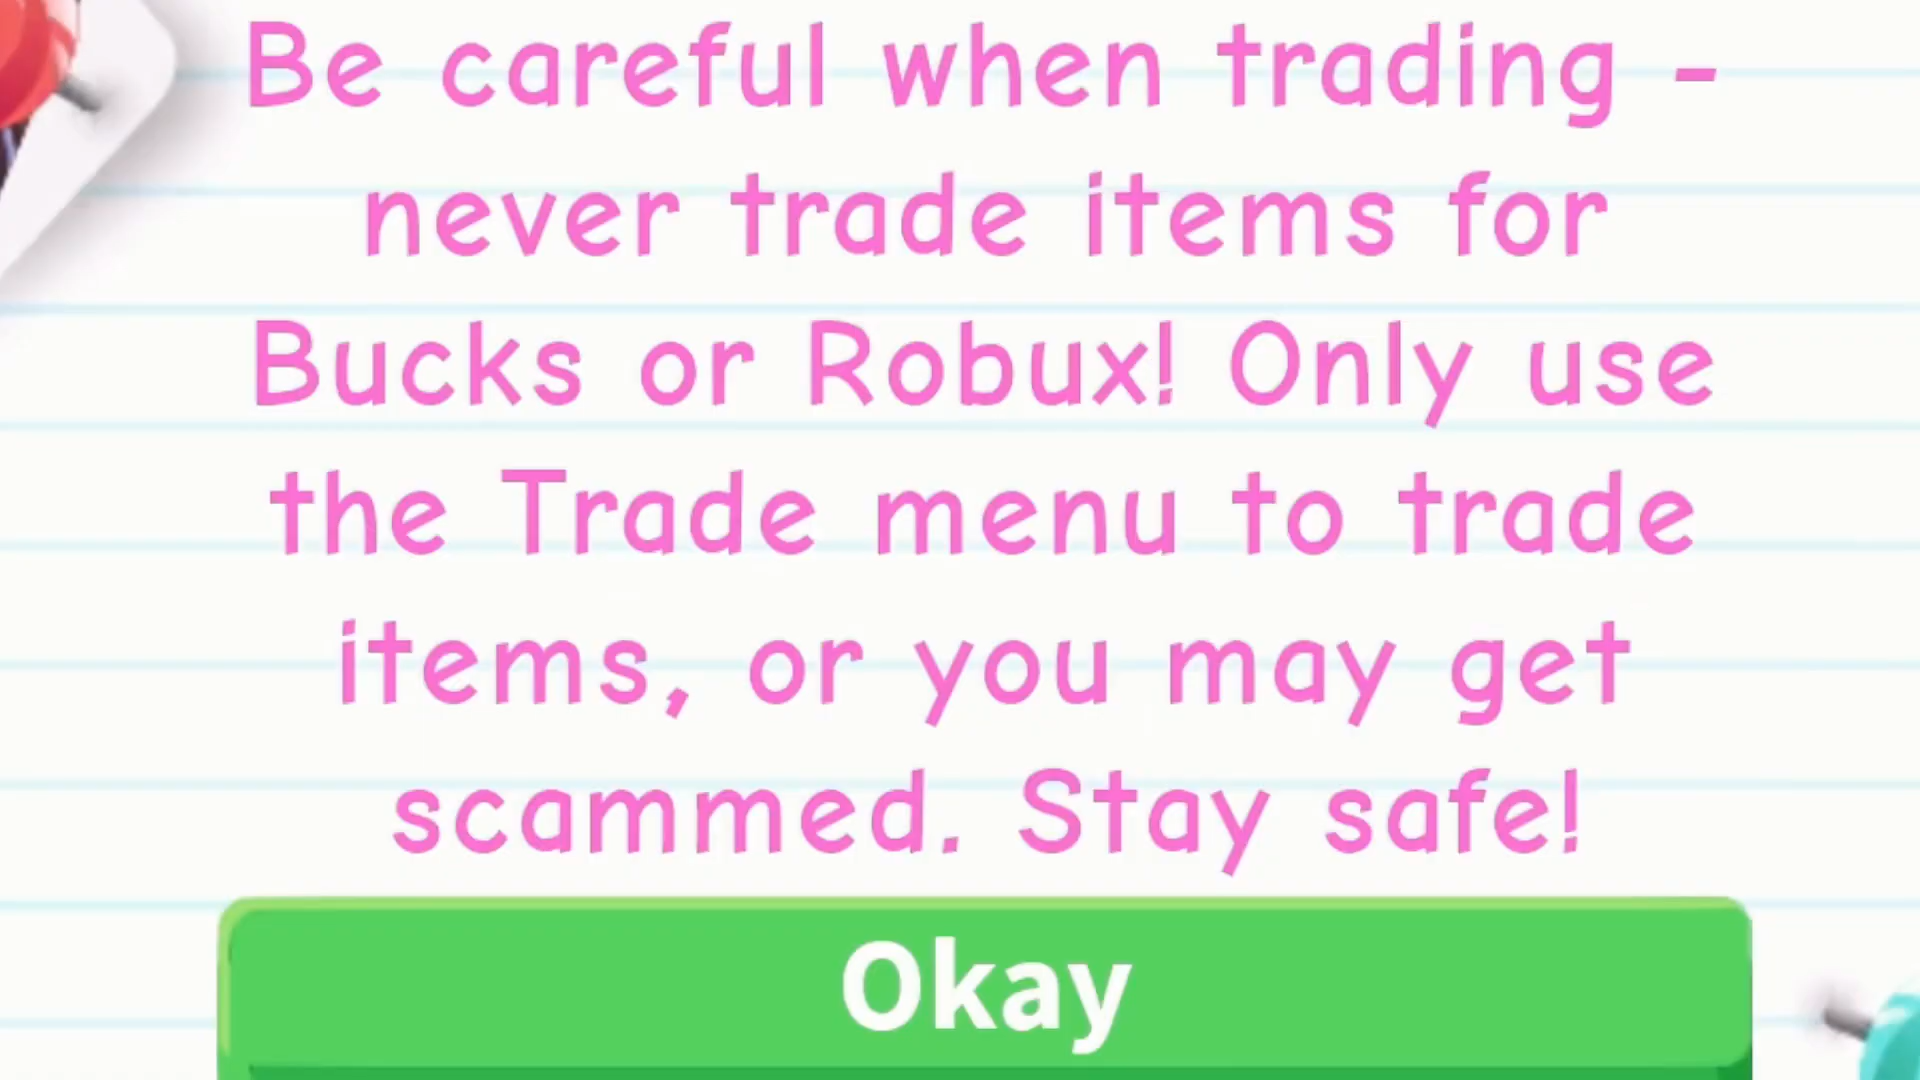 Be careful when trading -
never trade items for
Bucks or Robux! Only use
the Trade menu to trade
items, or you may get
scammed. Stay safe!
Okay